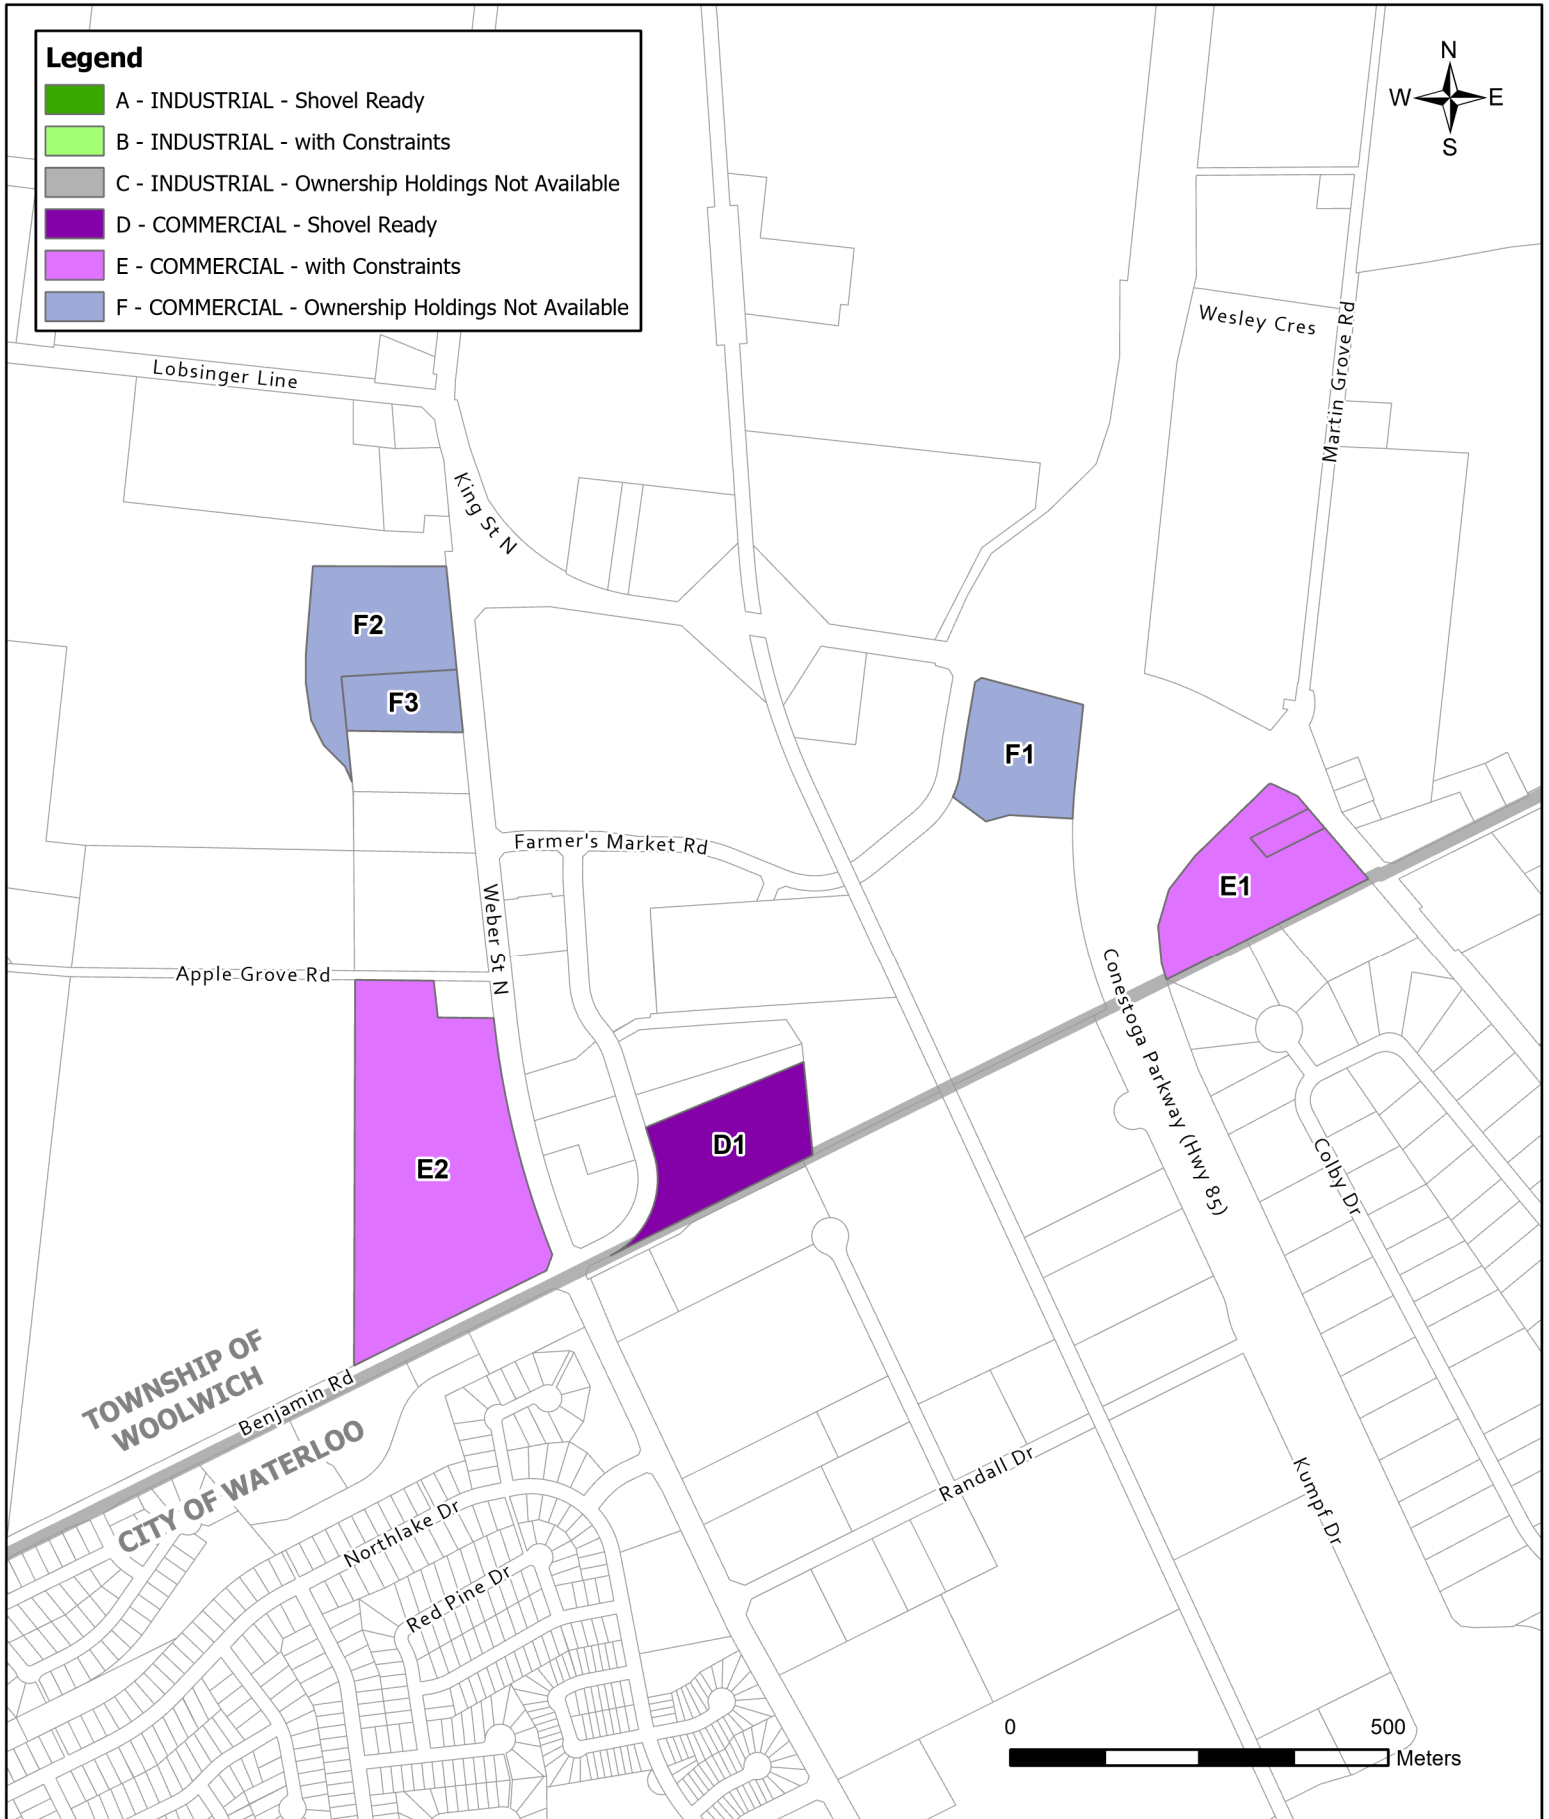 Legend
A - INDUSTRIAL - Shovel Ready
B - INDUSTRIAL - with Constraints
C - INDUSTRIAL - Ownership Holdings Not Available
D - COMMERCIAL - Shovel Ready
E - COMMERCIAL - with Constraints
F - COMMERCIAL - Ownership Holdings Not Available
N
W E
S
Wesley Cres
Martin Grove Rd
Lobsinger Line
King St N
F2
F3
F1
Farmer's Market Rd
E1
Weber St N
Apple Grove Rd
Conestoga Parkway (Hwy 85)
D1
E2
Colby Dr
TOWNSHIP OF
WOOLWICH
Benjamin Rd
CITY OF WATERLOO
Randall Dr
Kumpf Dr
Northlake Dr
Red Pine Dr
0 500
Meters